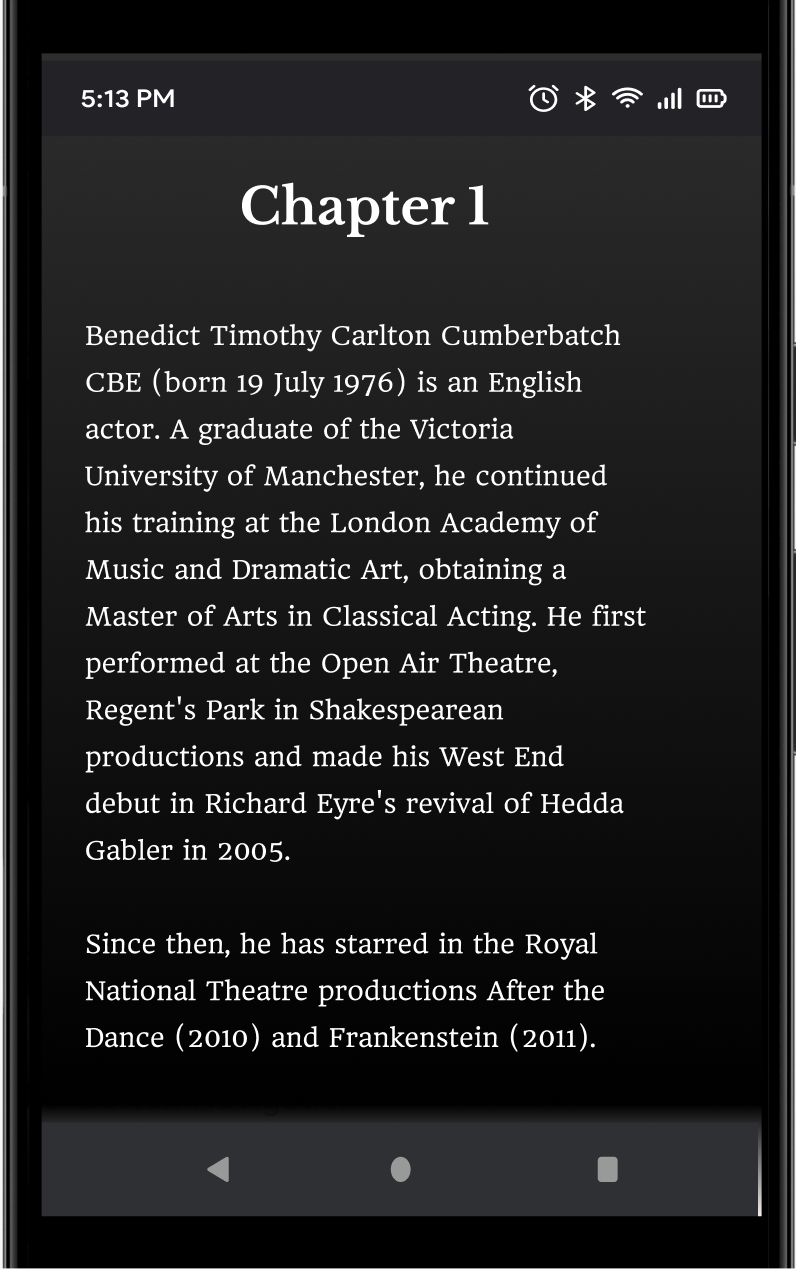 5:13 PM
Chapter 1
Benedict Timothy Carlton Cumberbatch
CBE (born 19 July 1976) is an English
actor. A graduate of the Victoria
University of Manchester, he continued
his training at the London Academy of
Music and Dramatic Art, obtaining a
Master of Arts in Classical Acting. He first
performed at the Open Air Theatre,
Regent's Park in Shakespearean
productions and made his West End
debut in Richard Eyre's revival of Hedda
Gabler in 2005.
Since then, he has starred in the Royal
National Theatre productions After the
Dance (2010) and Frankenstein (2011).